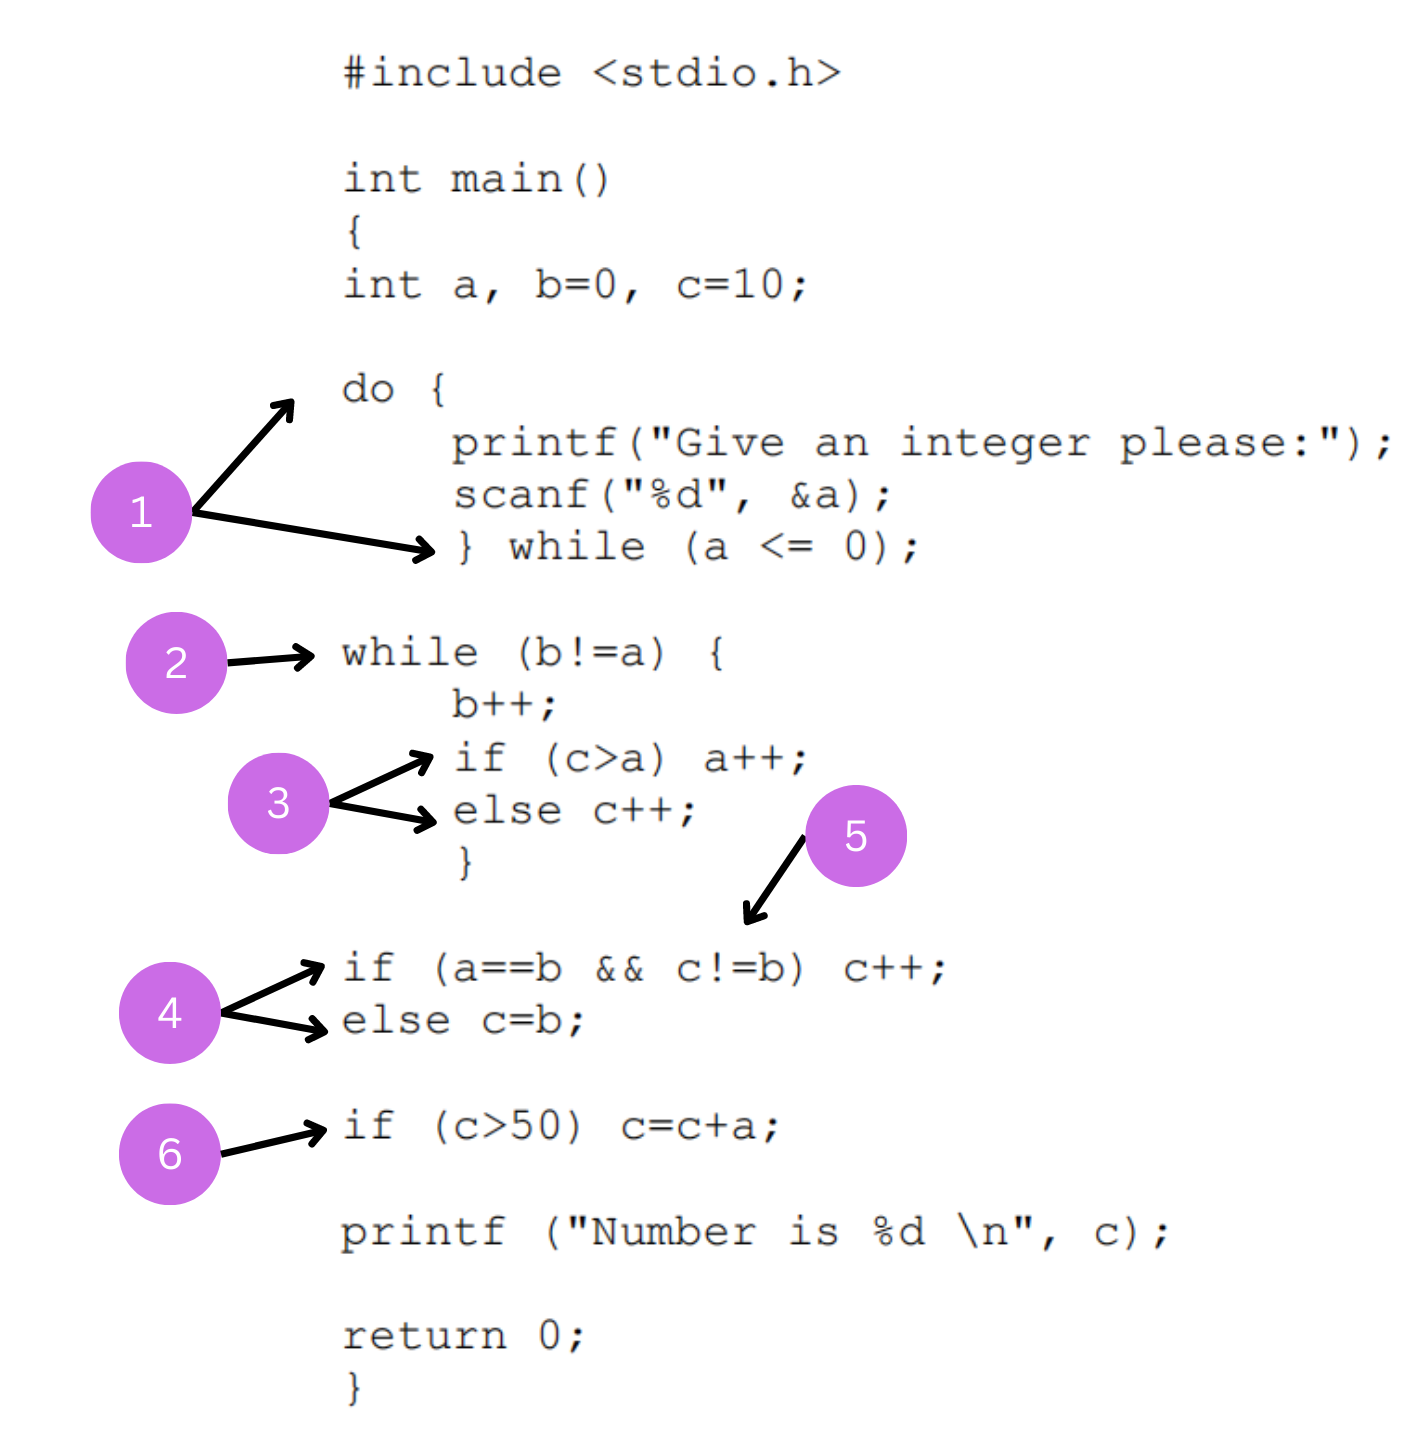 #include <stdio.h>
int main()
{
int a, b=0, c=10;
do {
printf("Give an integer please:");
scanf("%d", &a);
1
} while (a <= 0);
2
while (b!=a) {
b++;
if (c>a) a++;
3
else c++;
5
}
if (a==b && c!=b) c++;
4
else c=b;
if (c>50) c=c+a;
6
printf ("Number is %d \n", c);
return 0;
}